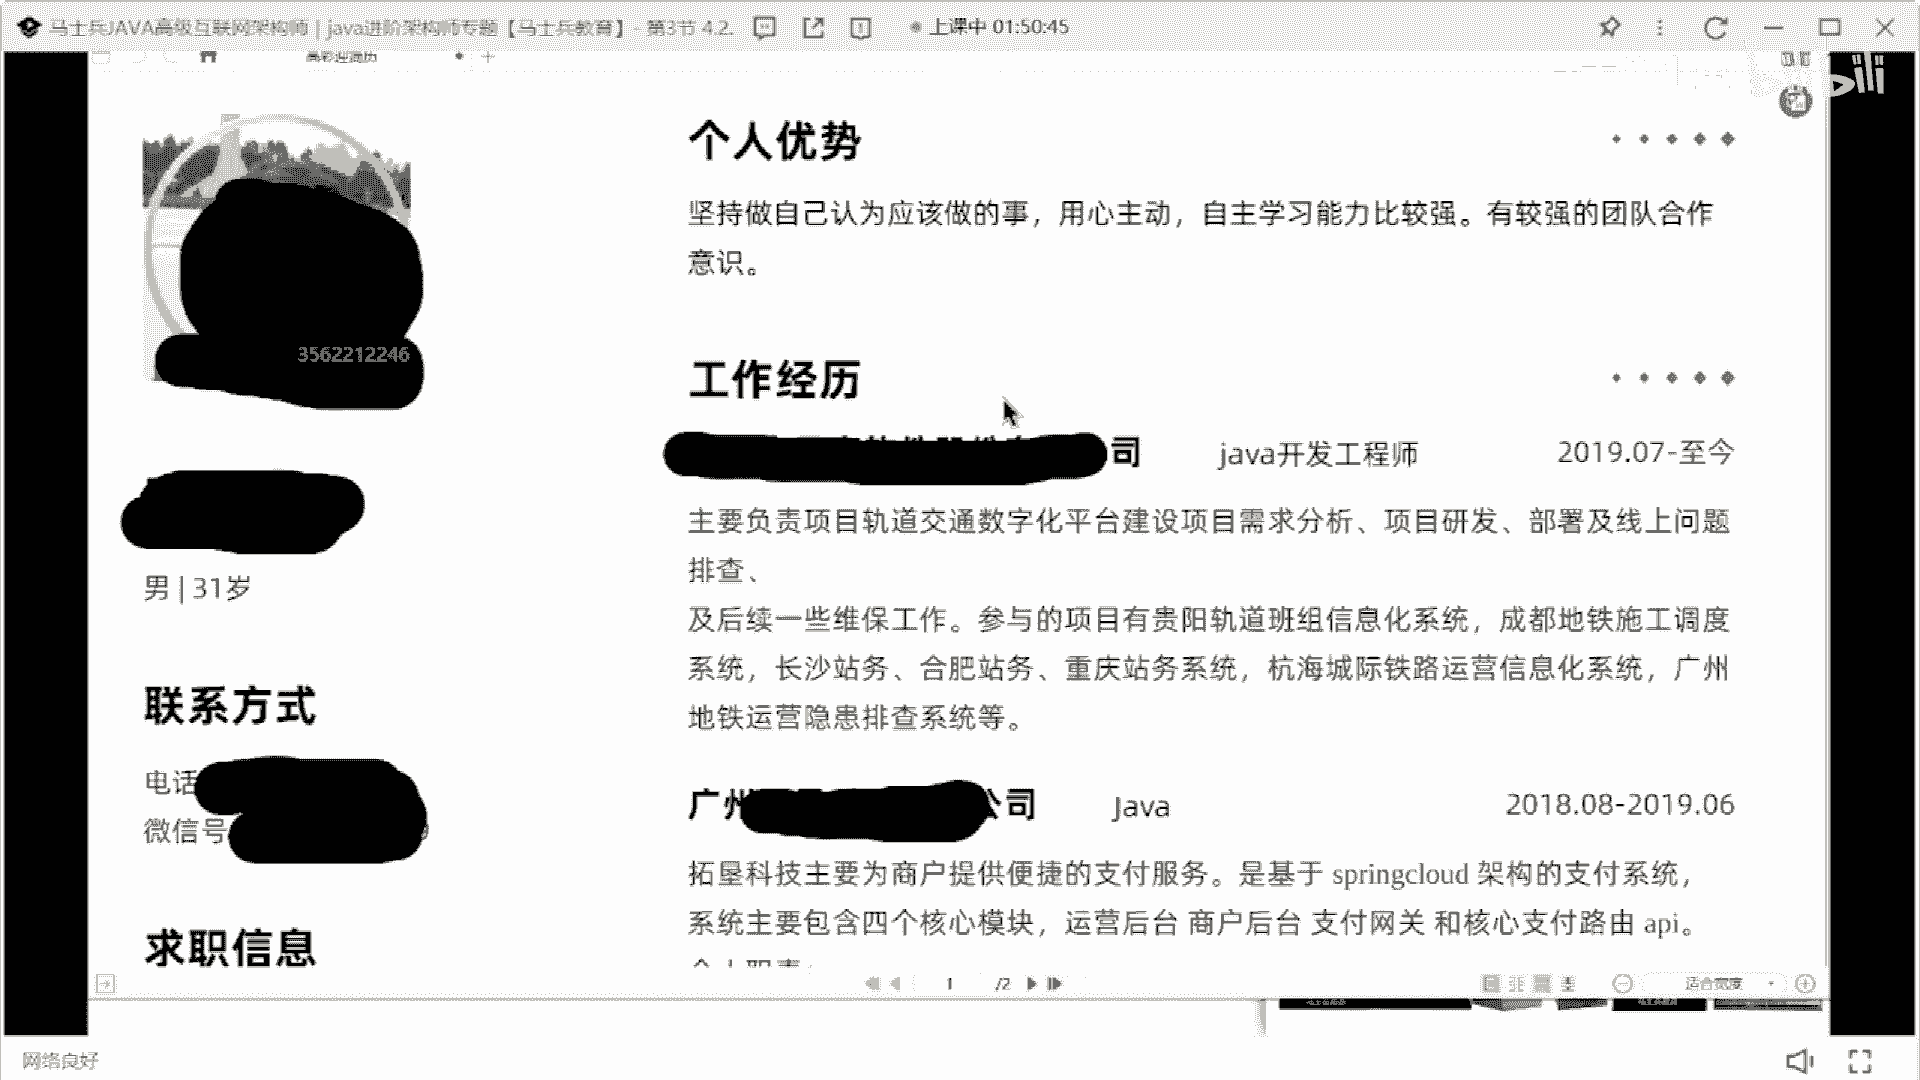 马士兵JAVA高级互联网架构师 | java进阶架构师专题【马士兵教育】 - 第3节 4.2.
上课中 01:50:45
3562212246
男 | 31岁
联系方式
电话
微信号
求职信息
个人优势
坚持做自己认为应该做的事，用心主动，自主学习能力比较强。有较强的团队合作
意识。
工作经历
司 java开发工程师 2019.07-至今
主要负责项目轨道交通数字化平台建设项目需求分析、项目研发、部署及线上问题
排查、
及后续一些维保工作。参与的项目有贵阳轨道班组信息化系统，成都地铁施工调度
系统，长沙站务、合肥站务、重庆站务系统，杭海城际铁路运营信息化系统，广州
地铁运营隐患排查系统等。
广州 公司 Java 2018.08-2019.06
拓垦科技主要为商户提供便捷的支付服务。是基于 springcloud 架构的支付系统，
系统主要包含四个核心模块，运营后台 商户后台 支付网关 和核心支付路由 api。
1 /2
适合宽度
网络良好